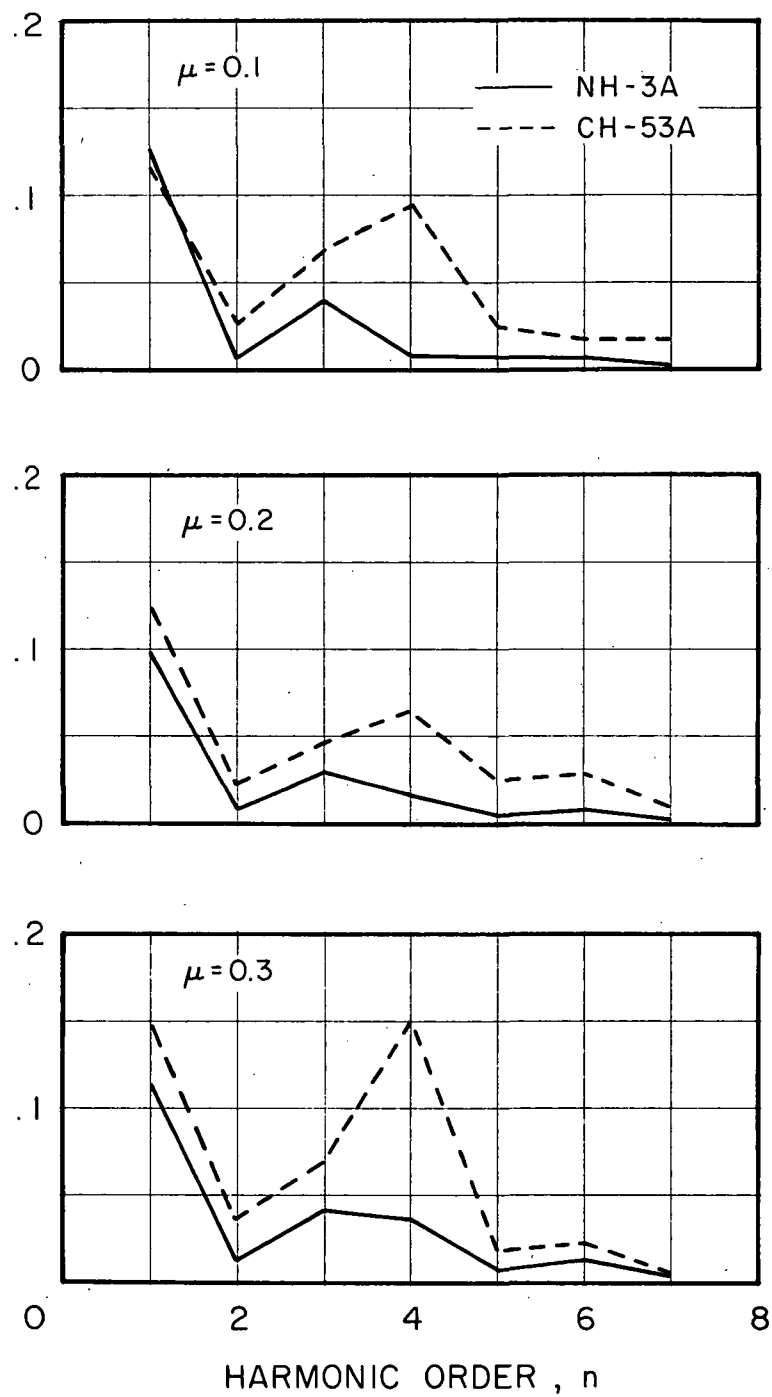 .2
μ = 0.1
NH-3A
CH-53A
.1
0
.2
μ = 0.2
.1
0
.2
μ = 0.3
.1
0 2 4 6 8
HARMONIC ORDER , n